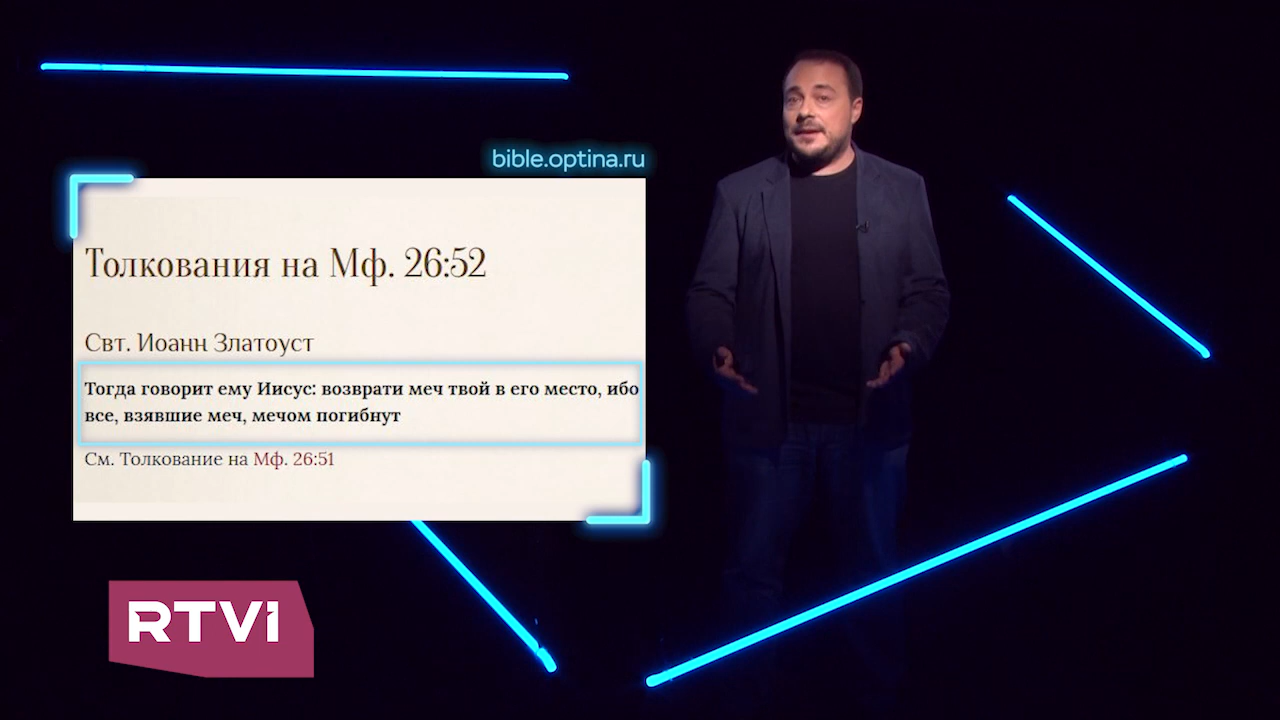 bible.optina.ru
Толкования на Мф. 26:52
Свт. Иоанн Златоуст
Тогда говорит ему Иисус: возврати меч твой в его место, ибо
все, взявшие меч, мечом погибнут
См. Толкование на Мф. 26:51
RTVI